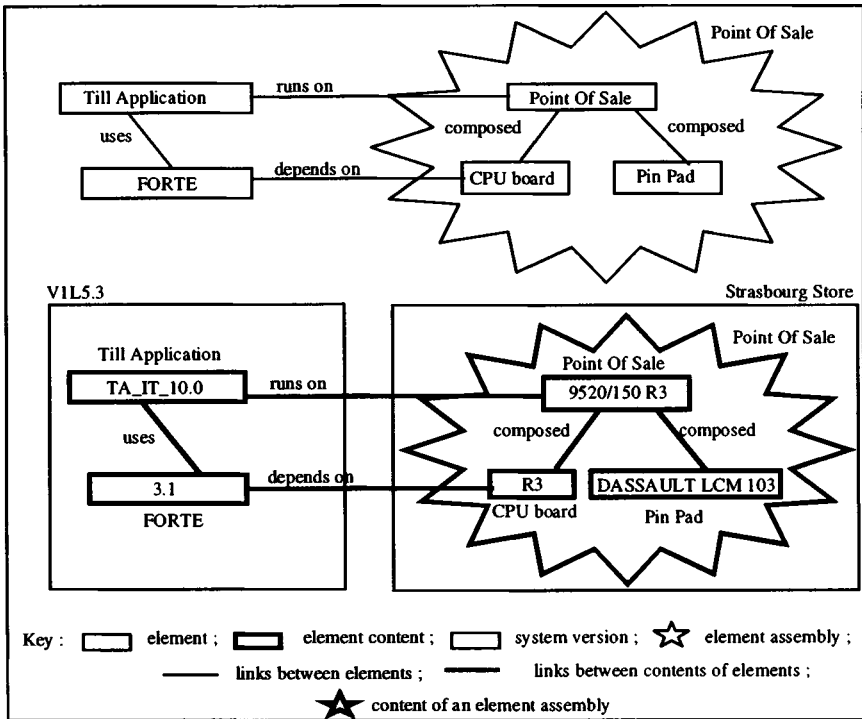 Point Of Sale
Till Application
runs on
Point Of Sale
uses
composed
composed
FORTE
depends on
CPU board
Pin Pad
V1L5.3
Strasbourg Store
Point Of Sale
Till Application
Point Of Sale
TA_IT_10.0
runs on
9520/150 R3
uses
composed
composed
3.1
depends on
R3
DASSAULT LCM 103
FORTE
CPU board
Pin Pad
Key : element ; element content ; system version ; element assembly ;
links between elements ; links between contents of elements ;
content of an element assembly